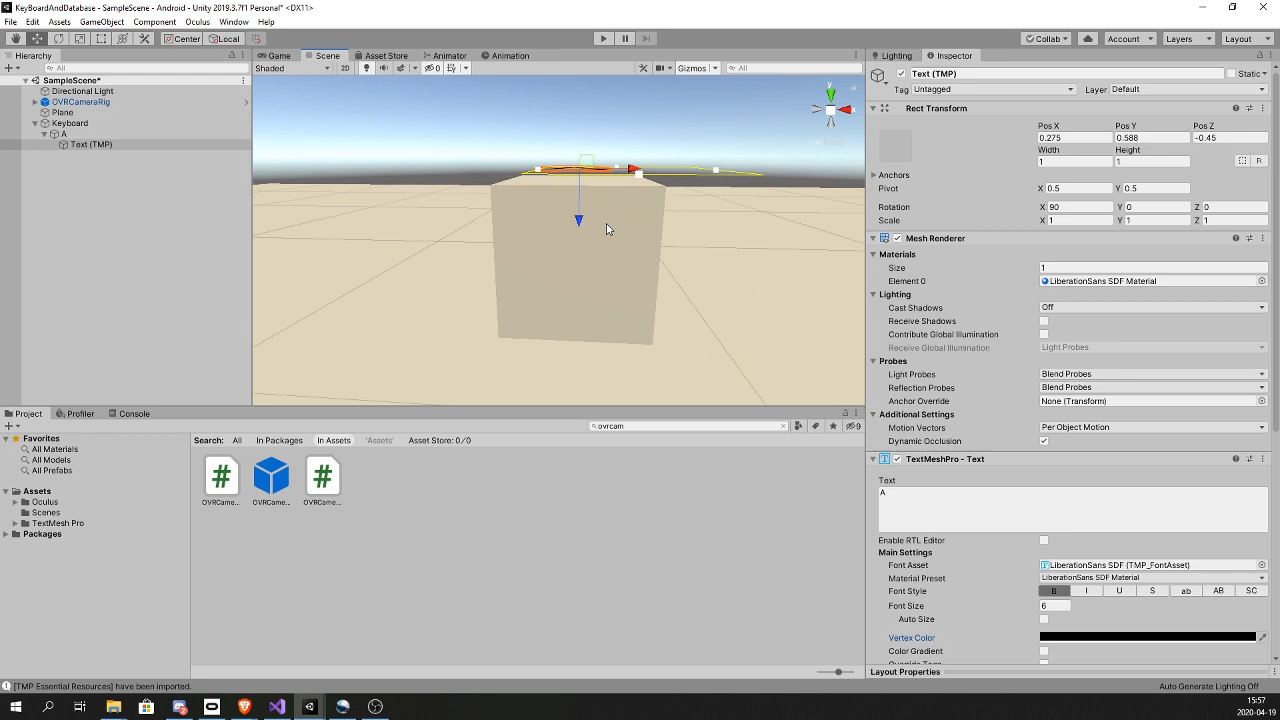 KeyBoardAndDatabase - SampleScene - Android - Unity 2019.3.7f1 Personal* <DX11>
File Edit Assets GameObject Component Oculus Window Help
Center Local Collab Account Layers Layout
Hierarchy
All
SampleScene*
Directional Light
OVRCameraRig
Plane
Keyboard
A
Text (TMP)
Game Scene Asset Store Animator Animation
Shaded 2D 0 Gizmos All
y
x
Lighting Inspector
Text (TMP) Static
Tag Untagged Layer Default
Rect Transform
Pos X Pos Y Pos Z
0.275 0.588 -0.45
Width Height
1 1 R
Anchors
Pivot X 0.5 Y 0.5
Rotation X 90 Y 0 Z 0
Scale X 1 Y 1 Z 1
Mesh Renderer
Materials
Size 1
Element 0 LiberationSans SDF Material
Lighting
Cast Shadows Off
Receive Shadows
Contribute Global Illumination
Receive Global Illumination Light Probes
Probes
Light Probes Blend Probes
Reflection Probes Blend Probes
Anchor Override None (Transform)
Additional Settings
Motion Vectors Per Object Motion
Dynamic Occlusion
TextMeshPro - Text
Text
A
Enable RTL Editor
Main Settings
Font Asset LiberationSans SDF (TMP_FontAsset)
Material Preset LiberationSans SDF Material
Font Style B I U S ab AB SC
Font Size 6
Auto Size
Vertex Color
Color Gradient
Override Tags
Layout Properties
Project Profiler Console
ovrcam 9
Favorites
All Materials
All Models
All Prefabs
Assets
Oculus
Scenes
TextMesh Pro
Packages
Search: All In Packages In Assets 'Assets' Asset Store: 0/0
OVRCame... OVRCame... OVRCame...
[TMP Essential Resources] have been imported.
Auto Generate Lighting Off
15:57
2020-04-19